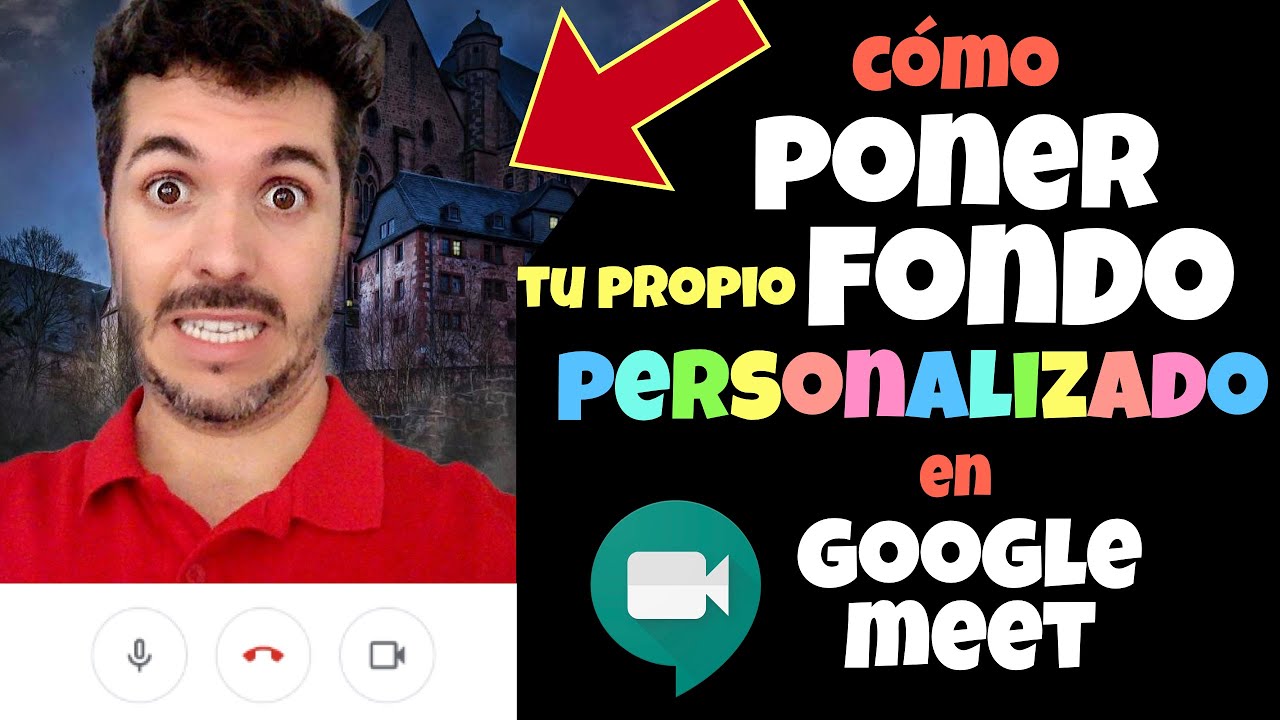 cómo
PONER
TU PROPIO FONDO
PERSONALIZADO
en
GOOGLE
MEET